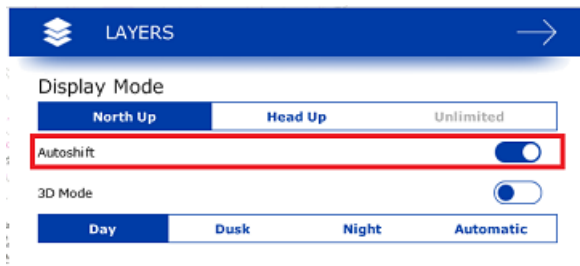 LAYERS
Display Mode
North Up Head Up Unlimited
Autoshift
3D Mode
Day Dusk Night Automatic